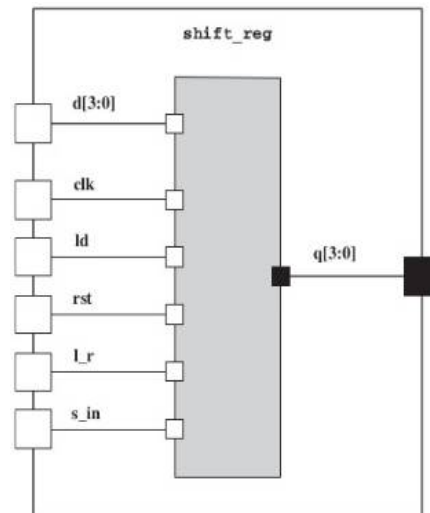 shift_reg
d[3:0]
clk
ld
rst
q[3:0]
l_r
s_in